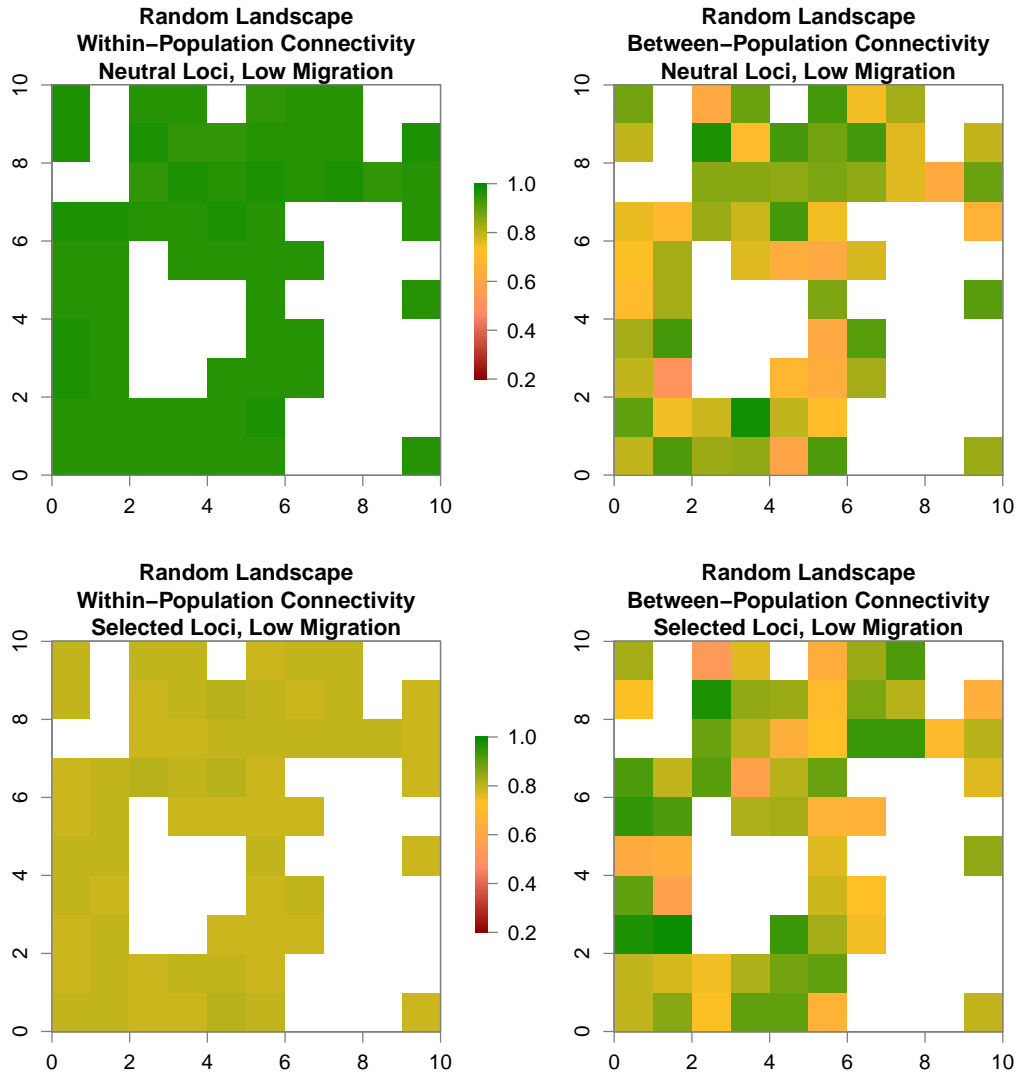 Random Landscape
Within−Population Connectivity
Neutral Loci, Low Migration
10
8
6
4
2
0
0 2 4 6 8 10
1.0
0.8
0.6
0.4
0.2
Random Landscape
Between−Population Connectivity
Neutral Loci, Low Migration
10
8
6
4
2
0
0 2 4 6 8 10
Random Landscape
Within−Population Connectivity
Selected Loci, Low Migration
10
8
6
4
2
0
0 2 4 6 8 10
1.0
0.8
0.6
0.4
0.2
Random Landscape
Between−Population Connectivity
Selected Loci, Low Migration
10
8
6
4
2
0
0 2 4 6 8 10